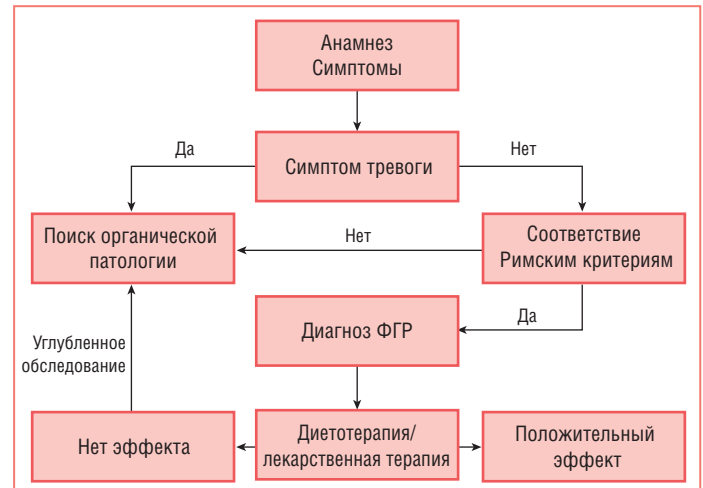 Анамнез
Симптомы
Да
Нет
Симптом тревоги
Поиск органической
патологии
Нет
Соответствие
Римским критериям
Диагноз ФГР
Да
Углубленное
обследование
Нет эффекта
Диетотерапия/
лекарственная терапия
Положительный
эффект